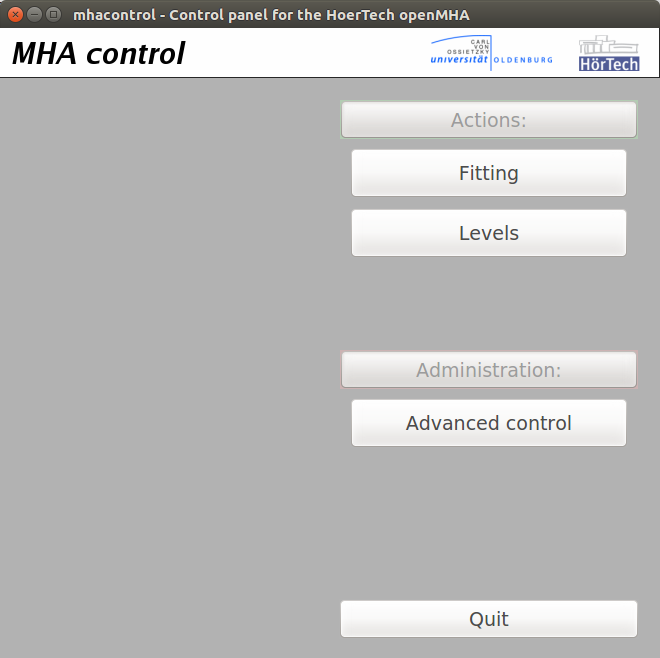 mhacontrol - Control panel for the HoerTech openMHA
MHA control
CARL
VON
OSSIETZKY
universität OLDENBURG
HörTech
Actions:
Fitting
Levels
Administration:
Advanced control
Quit